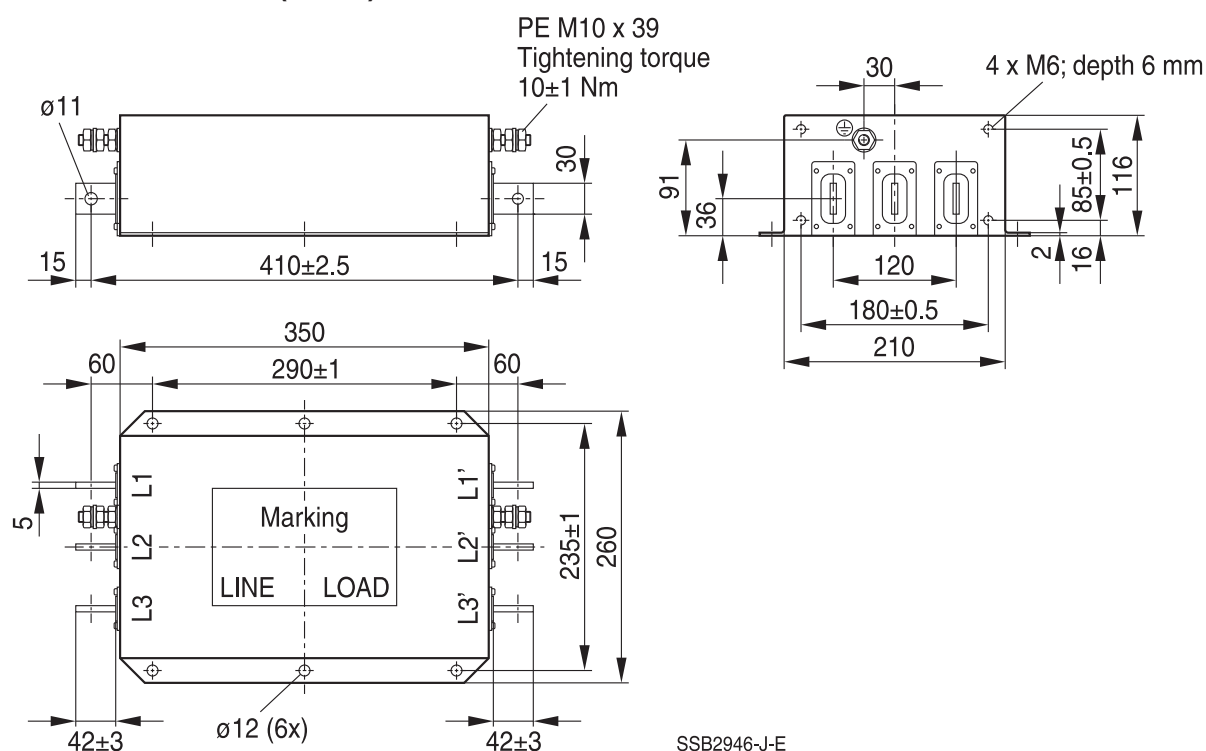 PE M10 x 39
Tightening torque
10±1 Nm
ø11
30
15
410±2.5
15
30
4 x M6; depth 6 mm
91
36
85±0.5
116
2
16
120
180±0.5
210
350
60
290±1
60
L1
L1'
5
Marking
L2
L2'
LINE
LOAD
L3
L3'
235±1
260
ø12 (6x)
42±3
42±3
SSB2946-J-E